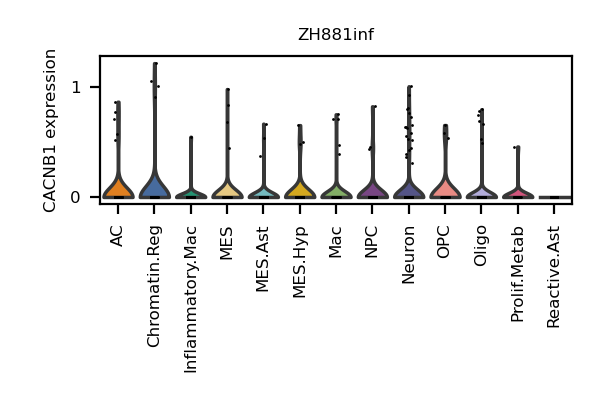 ZH881inf
CACNB1 expression
1
0
AC
Chromatin.Reg
Inflammatory.Mac
MES
MES.Ast
MES.Hyp
Mac
NPC
Neuron
OPC
Oligo
Prolif.Metab
Reactive.Ast